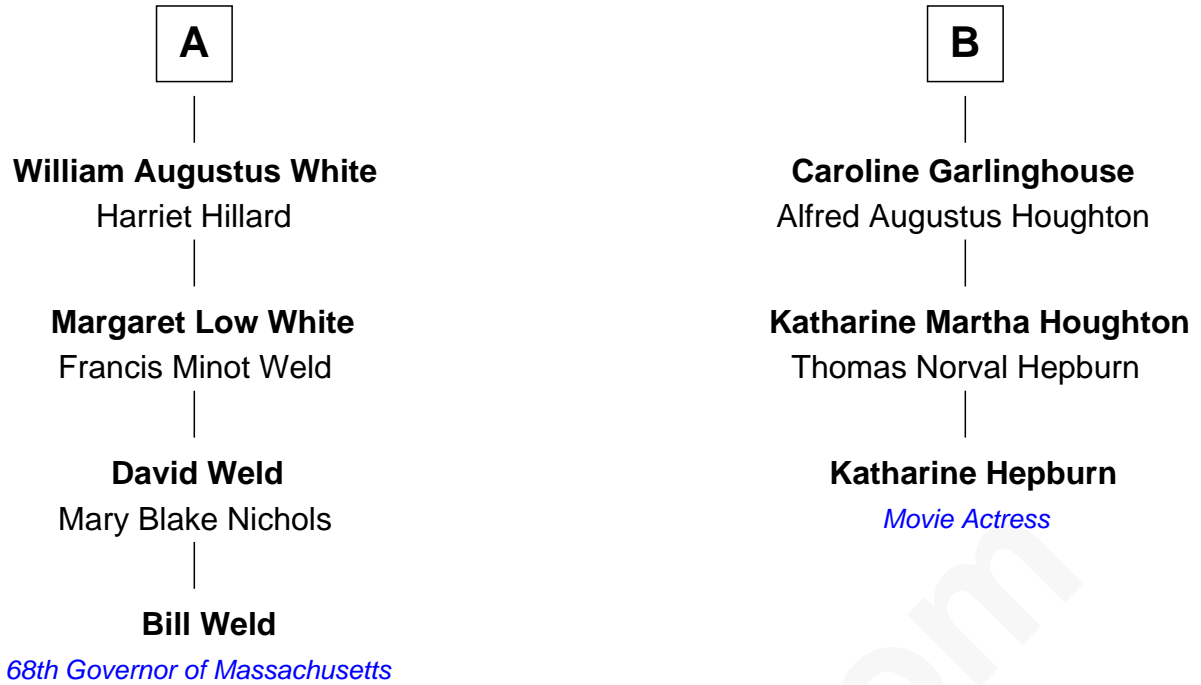 A
William Augustus White
Harriet Hillard
Margaret Low White
Francis Minot Weld
David Weld
Mary Blake Nichols
Bill Weld
68th Governor of Massachusetts
B
Caroline Garlinghouse
Alfred Augustus Houghton
Katharine Martha Houghton
Thomas Norval Hepburn
Katharine Hepburn
Movie Actress
om